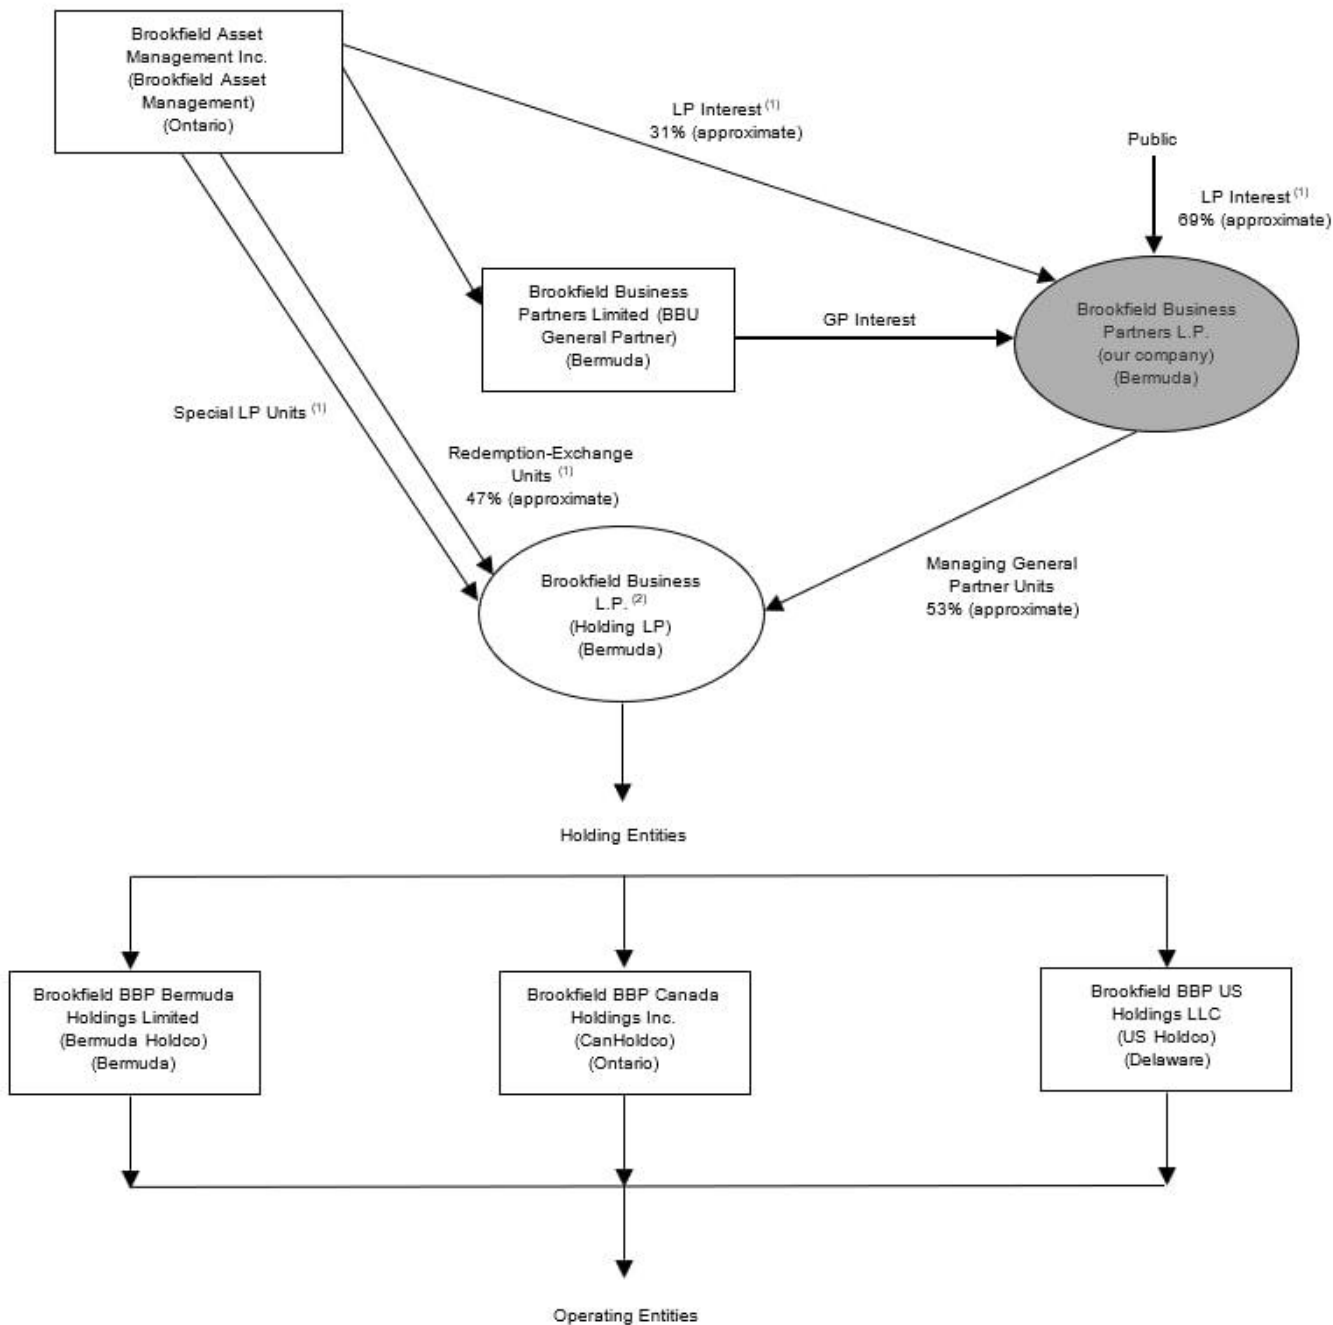 Brookfield Asset
Management Inc.
(Brookfield Asset
Management)
(Ontario)
LP Interest (1)
31% (approximate)
Public
LP Interest (1)
69% (approximate)
Brookfield Business
Partners Limited (BBU
General Partner)
(Bermuda)
GP Interest
Brookfield Business
Partners L.P.
(our company)
(Bermuda)
Special LP Units (1)
Redemption-Exchange
Units (1)
47% (approximate)
Brookfield Business
L.P. (2)
(Holding LP)
(Bermuda)
Managing General
Partner Units
53% (approximate)
Holding Entities
Brookfield BBP Bermuda
Holdings Limited
(Bermuda Holdco)
(Bermuda)
Brookfield BBP Canada
Holdings Inc.
(CanHoldco)
(Ontario)
Brookfield BBP US
Holdings LLC
(US Holdco)
(Delaware)
Operating Entities